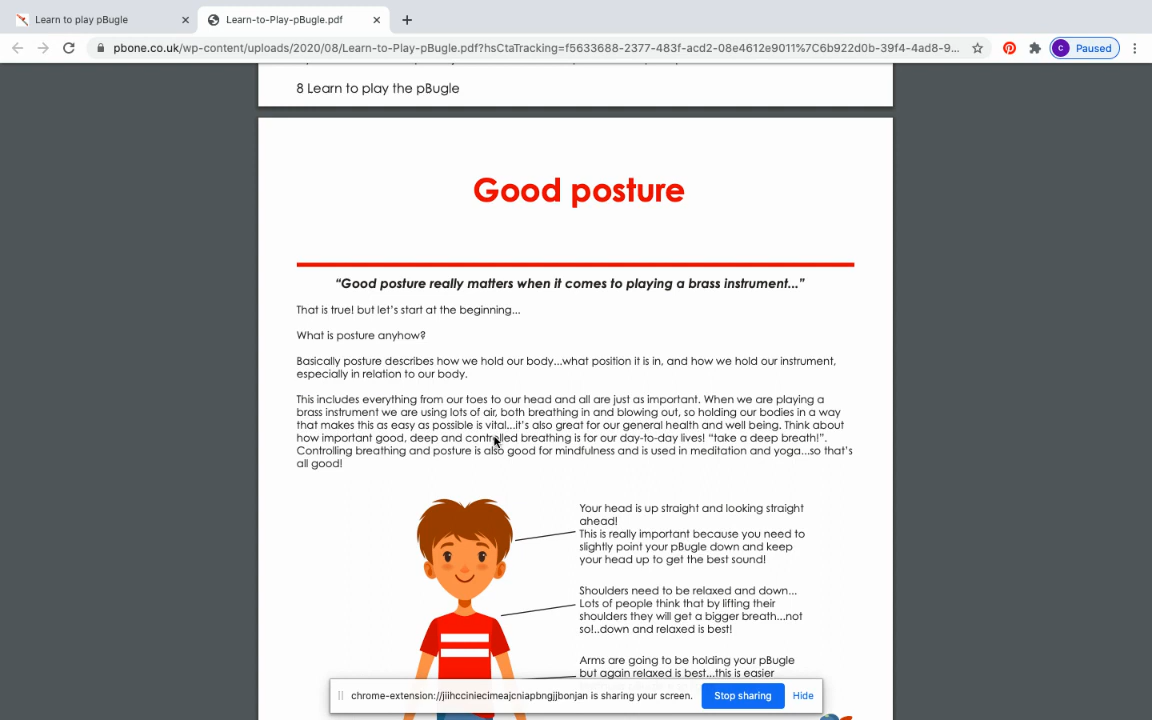 Learn to play pBugle
Learn-to-Play-pBugle.pdf
pbone.co.uk/wp-content/uploads/2020/08/Learn-to-Play-pBugle.pdf?hsCtaTracking=f5633688-2377-483f-acd2-08e4612e9011%7C6b922d0b-39f4-4ad8-9...
C
Paused
8 Learn to play the pBugle
Good posture
“Good posture really matters when it comes to playing a brass instrument...”
That is true! but let’s start at the beginning...
What is posture anyhow?
Basically posture describes how we hold our body...what position it is in, and how we hold our instrument,
especially in relation to our body.
This includes everything from our toes to our head and all are just as important. When we are playing a
brass instrument we are using lots of air, both breathing in and blowing out, so holding our bodies in a way
that makes this as easy as possible is vital...it’s also great for our general health and well being. Think about
how important good, deep and controlled breathing is for our day-to-day lives! “take a deep breath!”.
Controlling breathing and posture is also good for mindfulness and is used in meditation and yoga...so that’s
all good!
Your head is up straight and looking straight
ahead!
This is really important because you need to
slightly point your pBugle down and keep
your head up to get the best sound!
Shoulders need to be relaxed and down...
Lots of people think that by lifting their
shoulders they will get a bigger breath...not
so!..down and relaxed is best!
Arms are going to be holding your pBugle
but again relaxed is best...this is easier
chrome-extension://jiihcciniecimeajcniapbngjjbonjan is sharing your screen.
Stop sharing
Hide